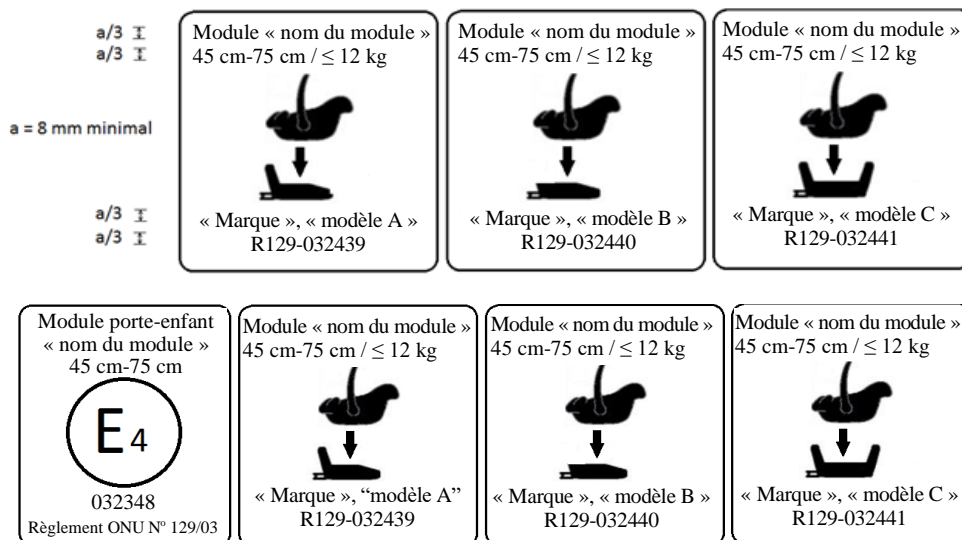 a/3
a/3
a = 8 mm minimal
a/3
a/3
Module « nom du module »
45 cm-75 cm / ≤ 12 kg
« Marque », « modèle A »
R129-032439
Module « nom du module »
45 cm-75 cm / ≤ 12 kg
« Marque », « modèle B »
R129-032440
Module « nom du module »
45 cm-75 cm / ≤ 12 kg
« Marque », « modèle C »
R129-032441
Module porte-enfant
« nom du module »
45 cm-75 cm
E4
032348
Règlement ONU Nº 129/03
Module « nom du module »
45 cm-75 cm / ≤ 12 kg
« Marque », “modèle A”
R129-032439
Module « nom du module »
45 cm-75 cm / ≤ 12 kg
« Marque », « modèle B »
R129-032440
Module « nom du module »
45 cm-75 cm / ≤ 12 kg
« Marque », « modèle C »
R129-032441